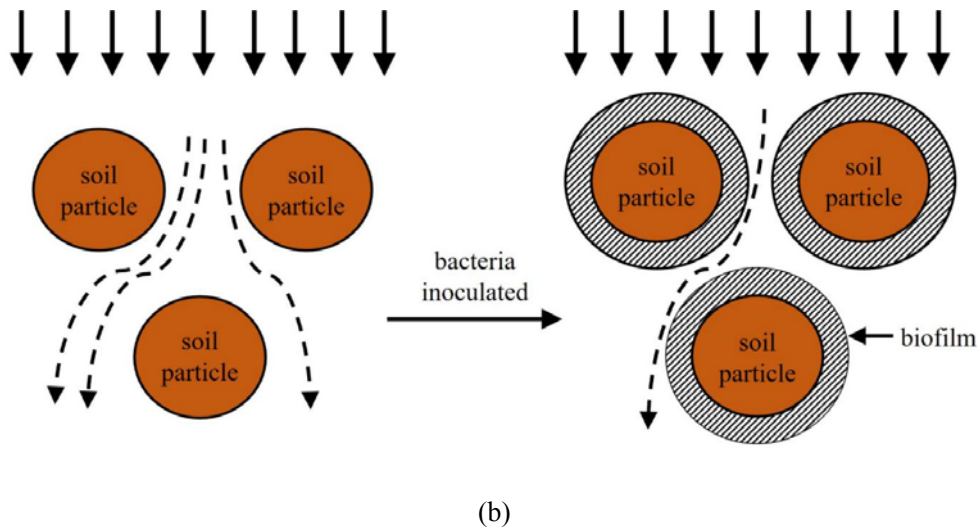 soil
particle
soil
particle
soil
particle
bacteria
inoculated
soil
particle
soil
particle
soil
particle
biofilm
(b)